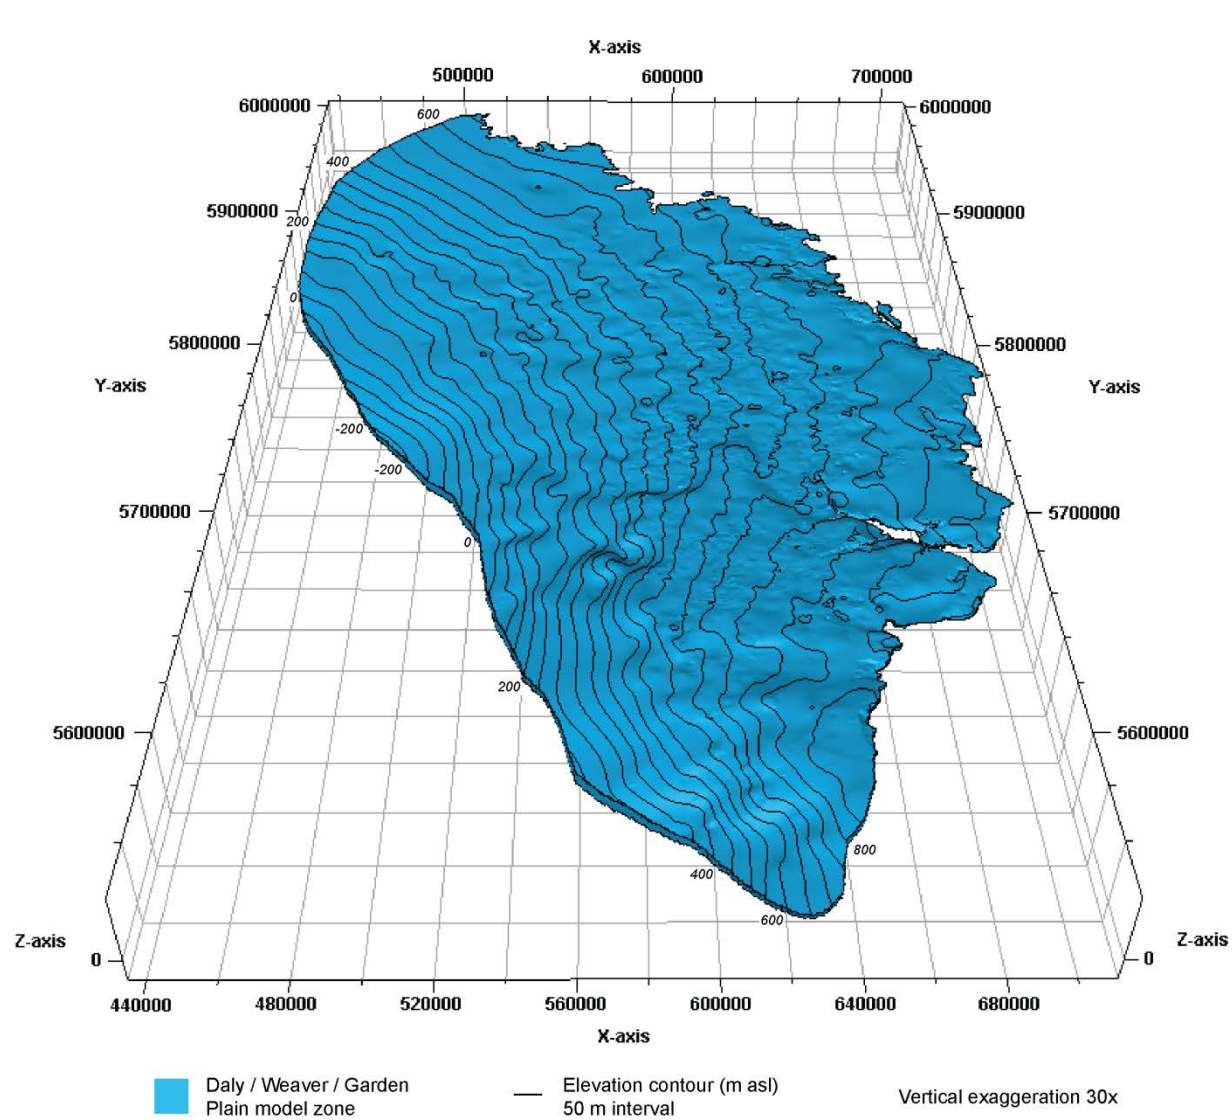 X-axis
500000 600000 700000
6000000 6000000
600
400
5900000 200 5900000
0
5800000 5800000
Y-axis Y-axis
-200
-200
5700000 5700000
0
200
5600000 5600000
800
400
600
Z-axis Z-axis
0 0
440000 480000 520000 560000 600000 640000 680000
X-axis
Daly / Weaver / Garden
Plain model zone
Elevation contour (m asl)
50 m interval
Vertical exaggeration 30x